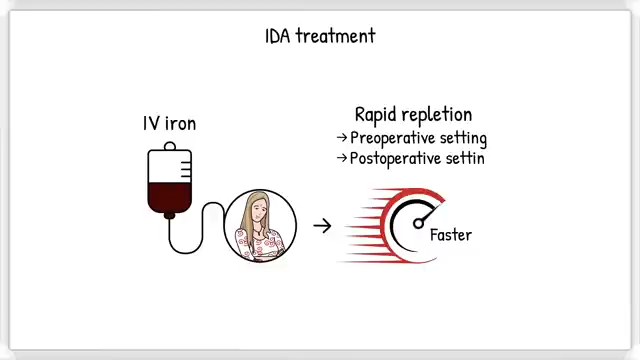 IDA treatment
IV iron
Rapid repletion
→ Preoperative setting
→ Postoperative settin
Faster